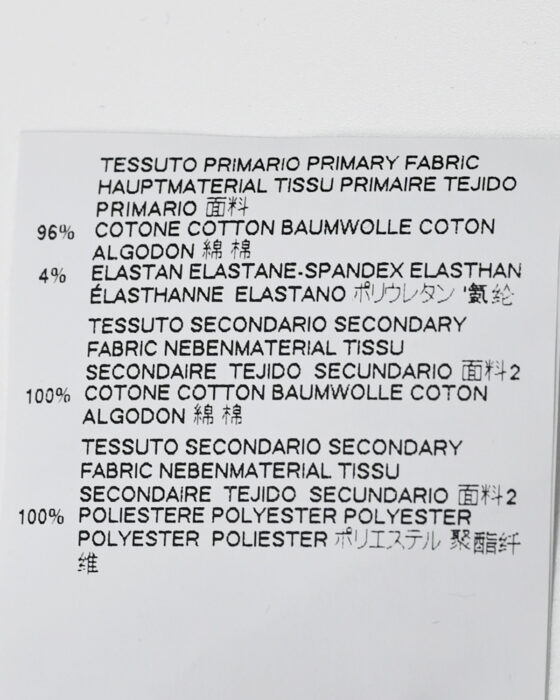 TESSUTO PRIMARIO PRIMARY FABRIC
HAUPTMATERIAL TISSU PRIMAIRE TEJIDO
PRIMARIO 面料
96% COTONE COTTON BAUMWOLLE COTON
ALGODON 綿 棉
4% ELASTAN ELASTANE-SPANDEX ELASTHAN
ÉLASTHANNE ELASTANO ポリウレタン '氨纶
TESSUTO SECONDARIO SECONDARY
FABRIC NEBENMATERIAL TISSU
SECONDAIRE TEJIDO SECUNDARIO 面料2
100% COTONE COTTON BAUMWOLLE COTON
ALGODON 綿 棉
TESSUTO SECONDARIO SECONDARY
FABRIC NEBENMATERIAL TISSU
SECONDAIRE TEJIDO SECUNDARIO 面料2
100% POLIESTERE POLYESTER POLYESTER
POLYESTER POLIESTER ポリエステル 聚酯纤
维